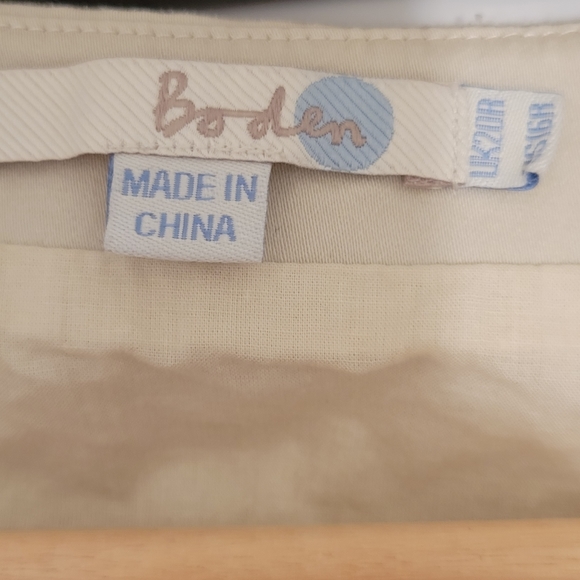 Boden
MADE IN
CHINA
UK20R
US16R